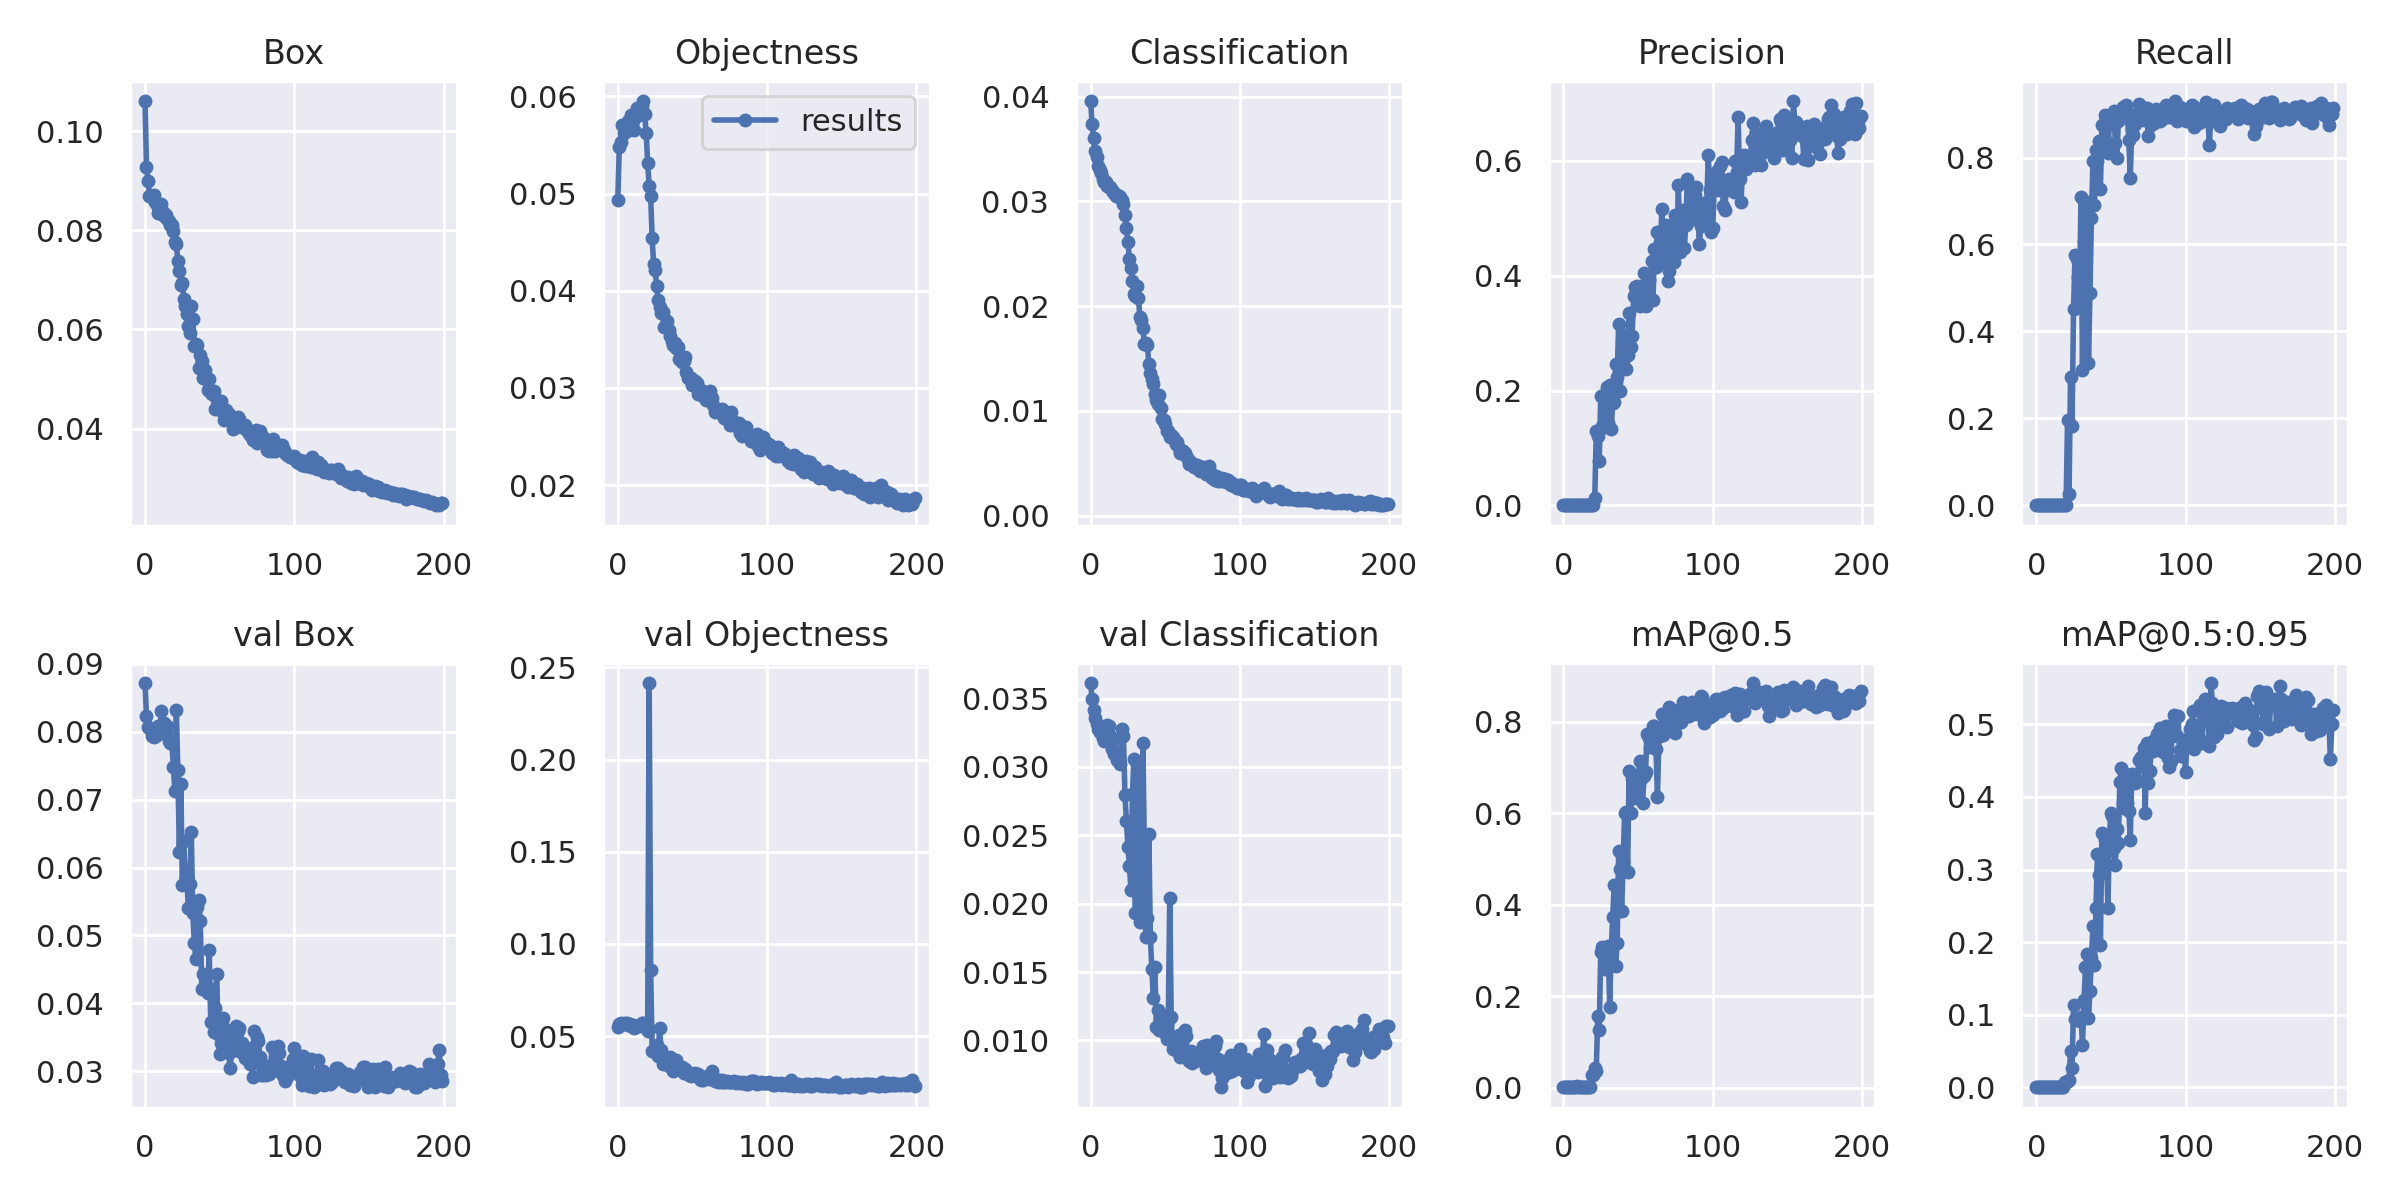 Box
Objectness
Classification
Precision
Recall
0.10
0.08
0.06
0.04
0 100 200
results
0.06
0.05
0.04
0.03
0.02
0 100 200
0.04
0.03
0.02
0.01
0.00
0 100 200
0.6
0.4
0.2
0.0
0 100 200
0.8
0.6
0.4
0.2
0.0
0 100 200
val Box
val Objectness
val Classification
mAP@0.5
mAP@0.5:0.95
0.09
0.08
0.07
0.06
0.05
0.04
0.03
0 100 200
0.25
0.20
0.15
0.10
0.05
0 100 200
0.035
0.030
0.025
0.020
0.015
0.010
0 100 200
0.8
0.6
0.4
0.2
0.0
0 100 200
0.5
0.4
0.3
0.2
0.1
0.0
0 100 200